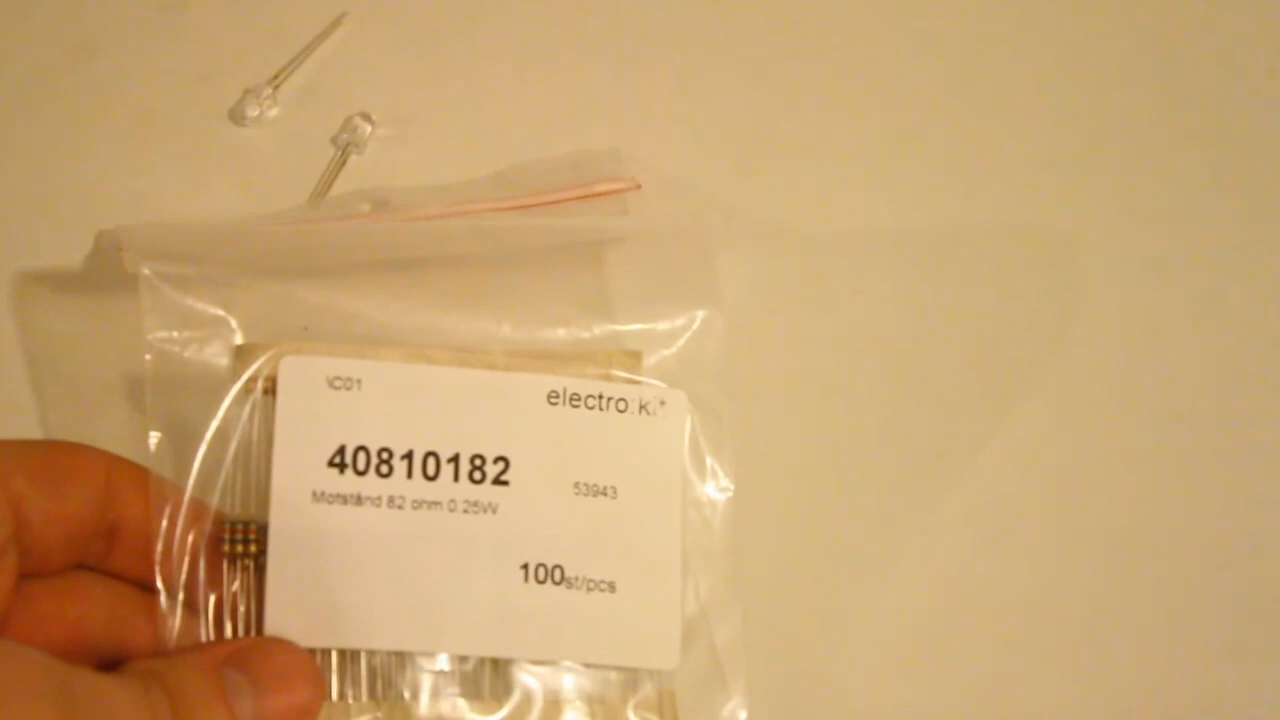 \C01
electro:kit
40810182
53943
Motstånd 82 ohm 0.25W
100st/pcs